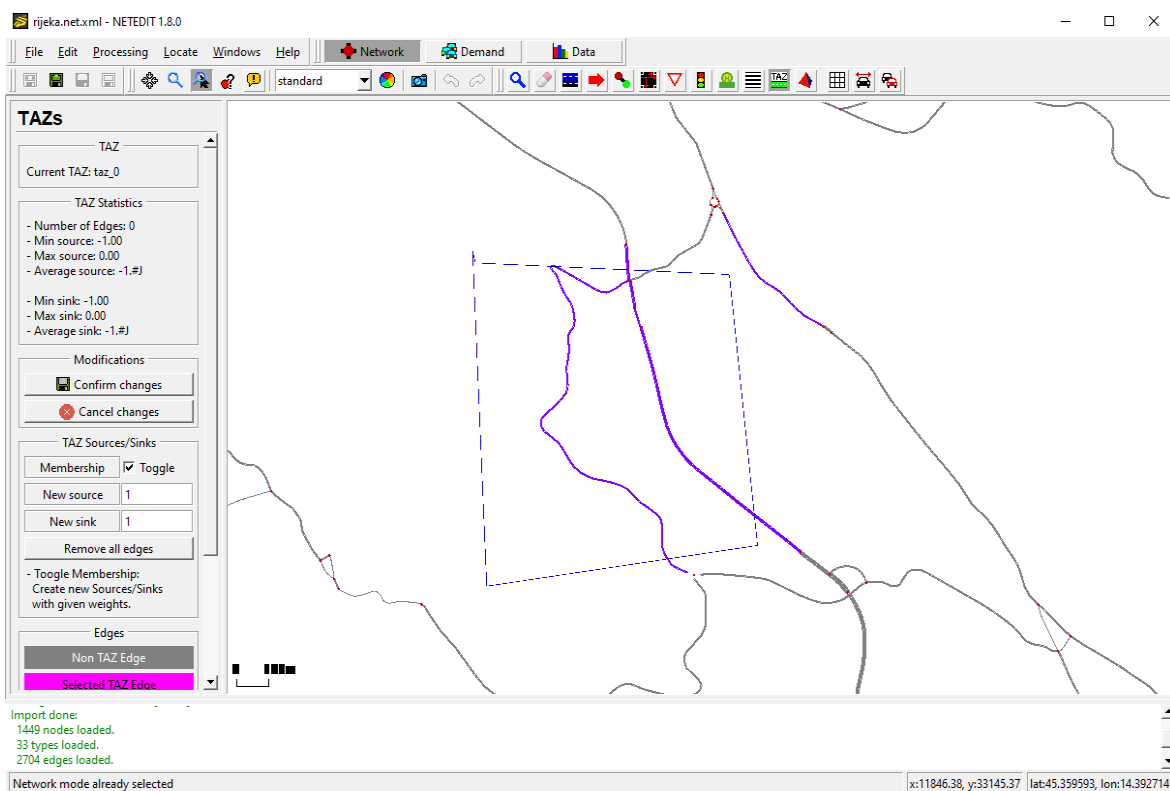 rijeka.net.xml - NETEDIT 1.8.0
File Edit Processing Locate Windows Help Network Demand Data
standard TAZ
TAZs
TAZ
Current TAZ: taz_0
TAZ Statistics
- Number of Edges: 0
- Min source: -1.00
- Max source: 0.00
- Average source: -1.#J
- Min sink: -1.00
- Max sink: 0.00
- Average sink: -1.#J
Modifications
Confirm changes
Cancel changes
TAZ Sources/Sinks
Membership Toggle
New source 1
New sink 1
Remove all edges
- Toogle Membership:
Create new Sources/Sinks
with given weights.
Edges
Non TAZ Edge
Selected TAZ Edge
Import done:
1449 nodes loaded.
33 types loaded.
2704 edges loaded.
Network mode already selected
x:11846.38, y:33145.37
lat:45.359593, lon:14.392714